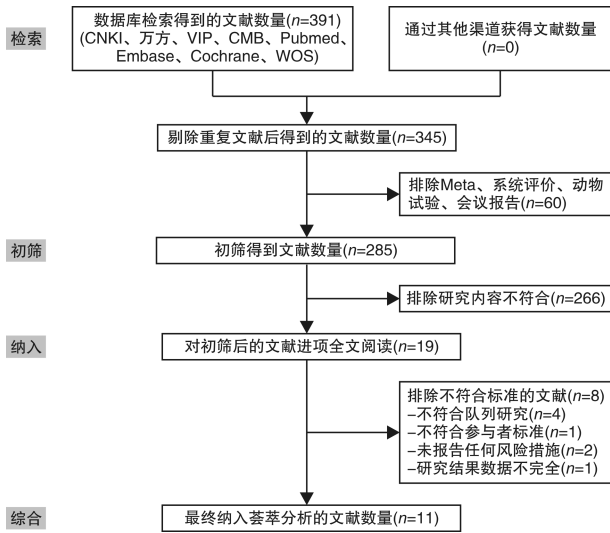 检索
数据库检索得到的文献数量(n=391)
(CNKI、万方、VIP、CMB、Pubmed、
Embase、Cochrane、WOS)
通过其他渠道获得文献数量
(n=0)
剔除重复文献后得到的文献数量(n=345)
排除Meta、系统评价、动物
试验、会议报告(n=60)
初筛
初筛得到文献数量(n=285)
排除研究内容不符合(n=266)
纳入
对初筛后的文献进项全文阅读(n=19)
排除不符合标准的文献(n=8)
–不符合队列研究(n=4)
–不符合参与者标准(n=1)
–未报告任何风险措施(n=2)
–研究结果数据不完全(n=1)
综合
最终纳入荟萃分析的文献数量(n=11)